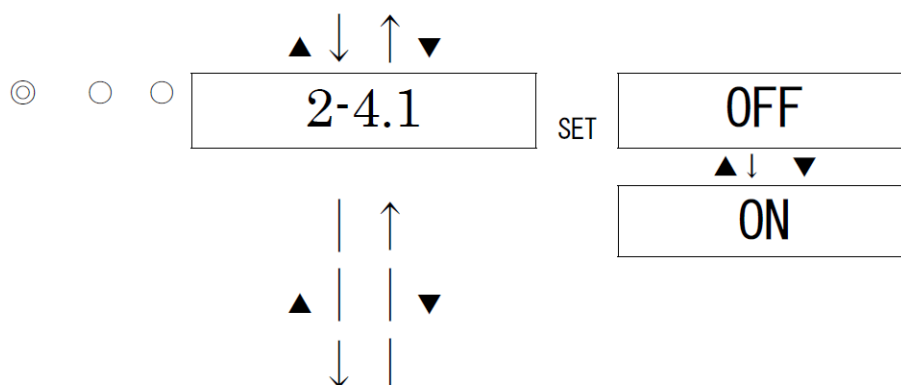 ▲ ↓ ↑ ▼
◎ ○ ○ 2-4.1 SET OFF
▲↓ ▼
ON
▲ ▼